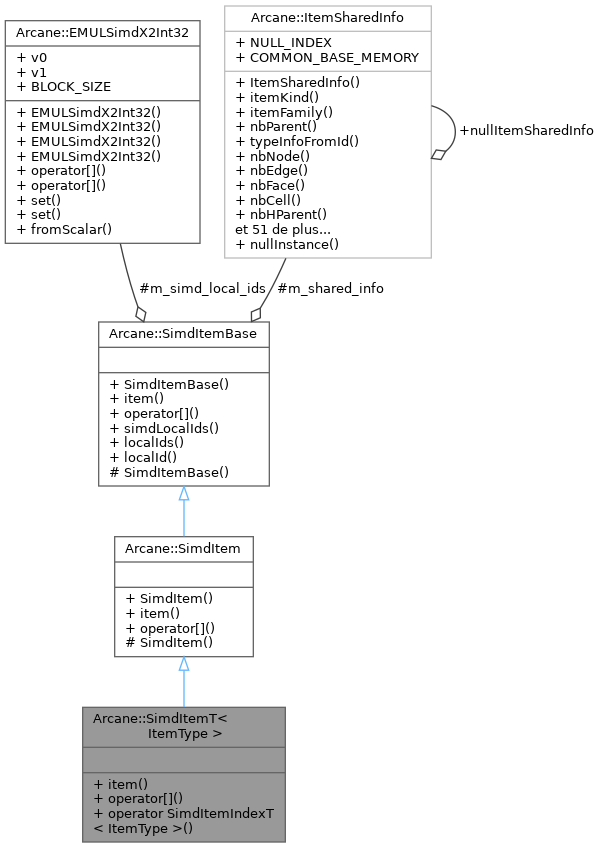 Arcane::EMULSimdX2Int32
+ v0
+ v1
+ BLOCK_SIZE
+ EMULSimdX2Int32()
+ EMULSimdX2Int32()
+ EMULSimdX2Int32()
+ EMULSimdX2Int32()
+ operator[]()
+ operator[]()
+ set()
+ set()
+ fromScalar()
Arcane::ItemSharedInfo
+ NULL_INDEX
+ COMMON_BASE_MEMORY
+ ItemSharedInfo()
+ itemKind()
+ itemFamily()
+ nbParent()
+ typeInfoFromId()
+ nbNode()
+ nbEdge()
+ nbFace()
+ nbCell()
+ nbHParent()
et 51 de plus...
+ nullInstance()
+nullItemSharedInfo
#m_simd_local_ids
#m_shared_info
Arcane::SimdItemBase
+ SimdItemBase()
+ item()
+ operator[]()
+ simdLocalIds()
+ localIds()
+ localId()
# SimdItemBase()
Arcane::SimdItem
+ SimdItem()
+ item()
+ operator[]()
# SimdItem()
Arcane::SimdItemT<
ItemType >
+ item()
+ operator[]()
+ operator SimdItemIndexT
< ItemType >()